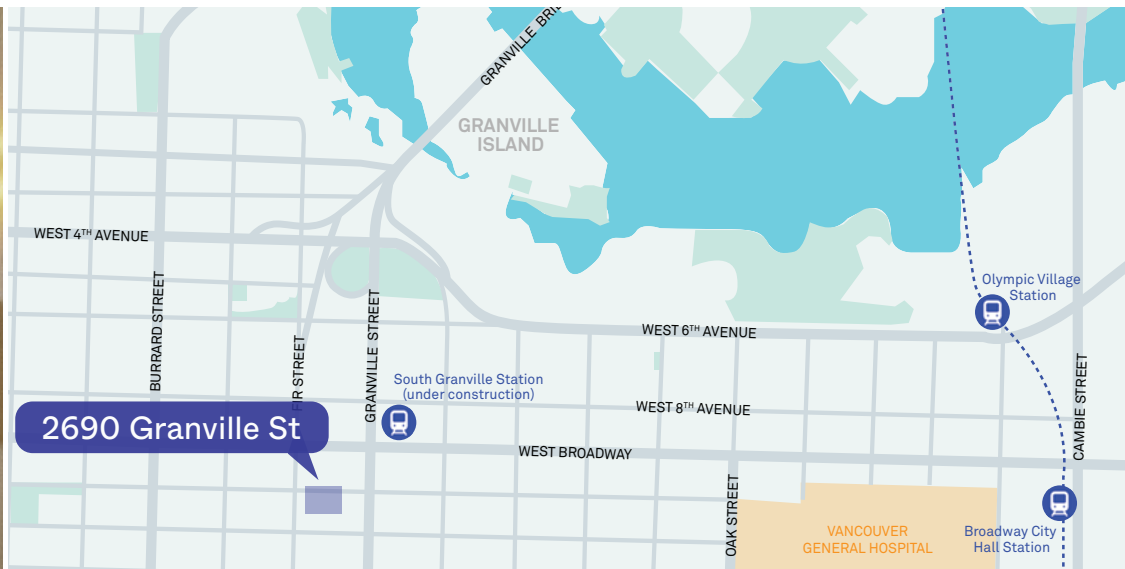 GRANVILLE BRI
GRANVILLE
ISLAND
WEST 4TH AVENUE
BURRARD STREET
FIR STREET
GRANVILLE STREET
Olympic Village
Station
WEST 6TH AVENUE
South Granville Station
(under construction)
WEST 8TH AVENUE
CAMBIE STREET
2690 Granville St
WEST BROADWAY
OAK STREET
VANCOUVER
GENERAL HOSPITAL
Broadway City
Hall Station